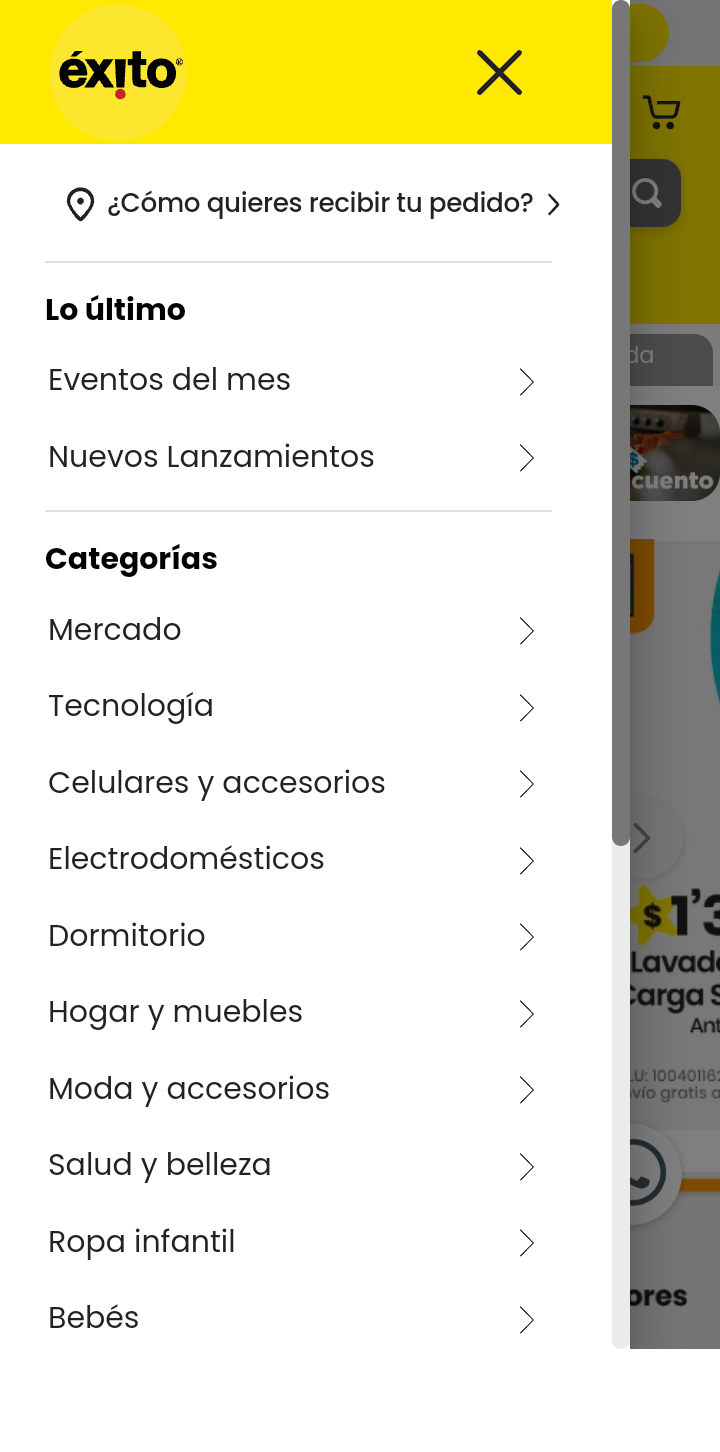 éxito®
¿Cómo quieres recibir tu pedido?
Lo último
Eventos del mes
Nuevos Lanzamientos
Categorías
Mercado
Tecnología
Celulares y accesorios
Electrodomésticos
Dormitorio
Hogar y muebles
Moda y accesorios
Salud y belleza
Ropa infantil
Bebés
da
cuento
$1'3
Lavado
Carga S
Ant
LU: 10040116
vío gratis a
ores